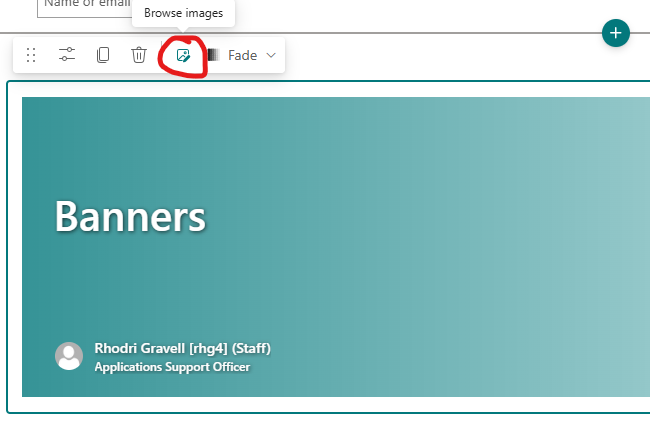 Name or email
Browse images
Fade
Banners
Rhodri Gravell [rhg4] (Staff)
Applications Support Officer